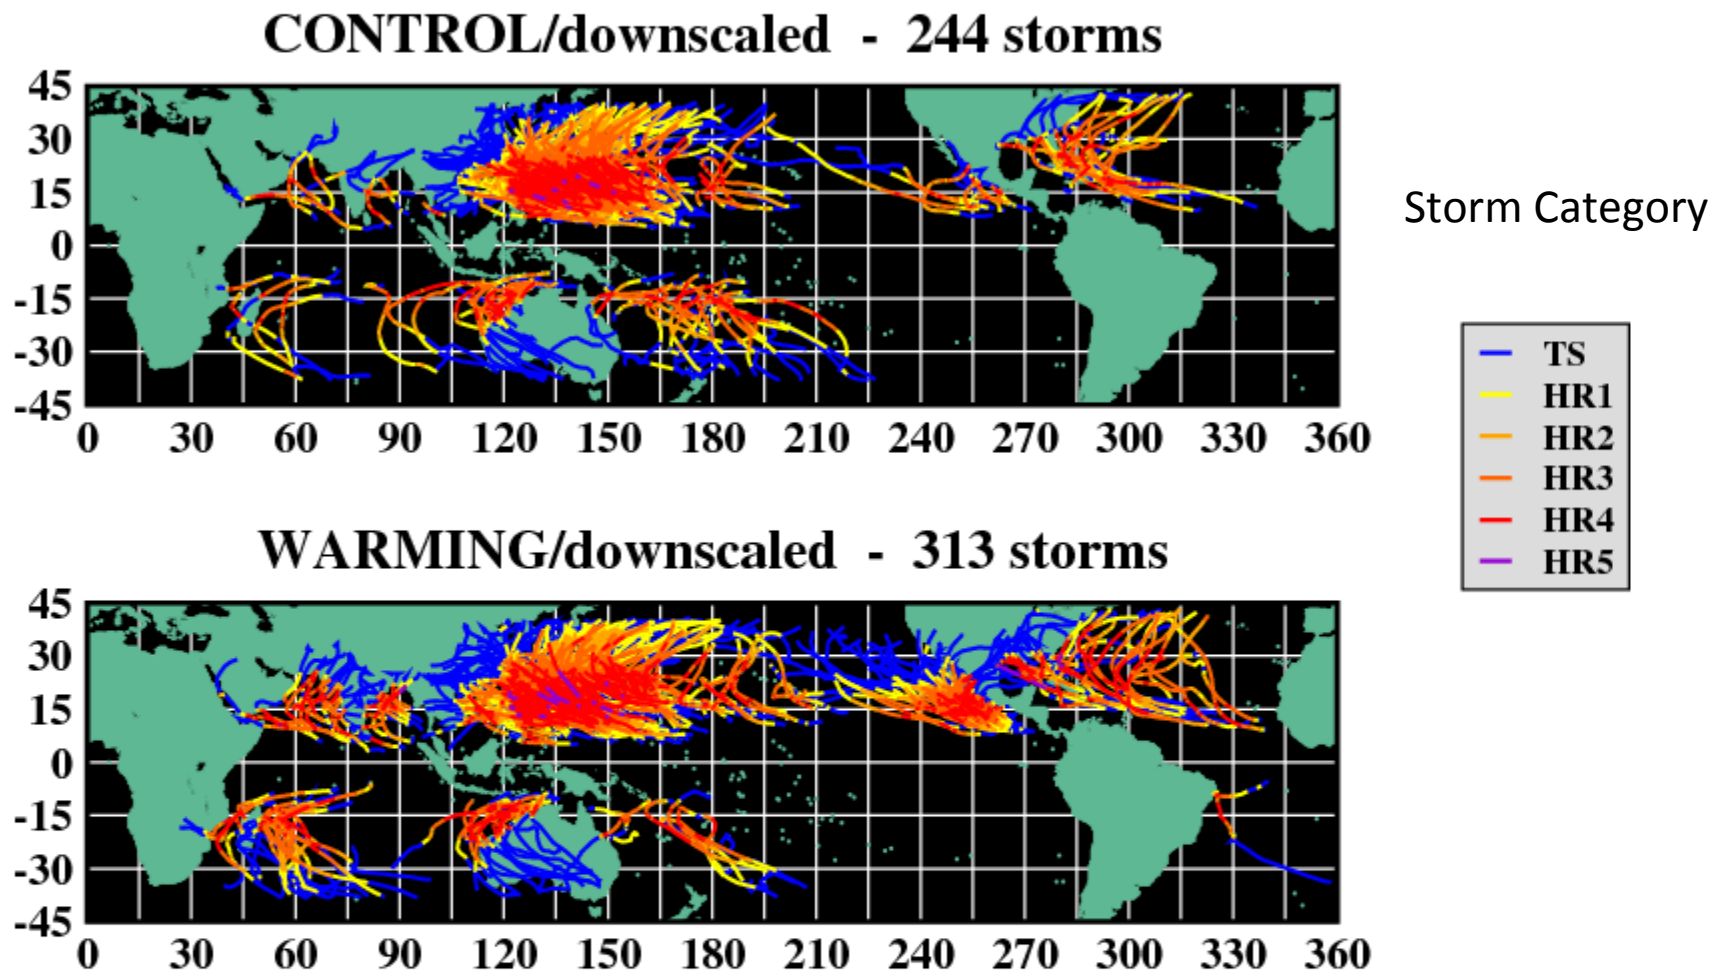 CONTROL/downscaled - 244 storms
45
30
15
0
-15
-30
-45
0 30 60 90 120 150 180 210 240 270 300 330 360
Storm Category
TS
HR1
HR2
HR3
HR4
HR5
WARMING/downscaled - 313 storms
45
30
15
0
-15
-30
-45
0 30 60 90 120 150 180 210 240 270 300 330 360